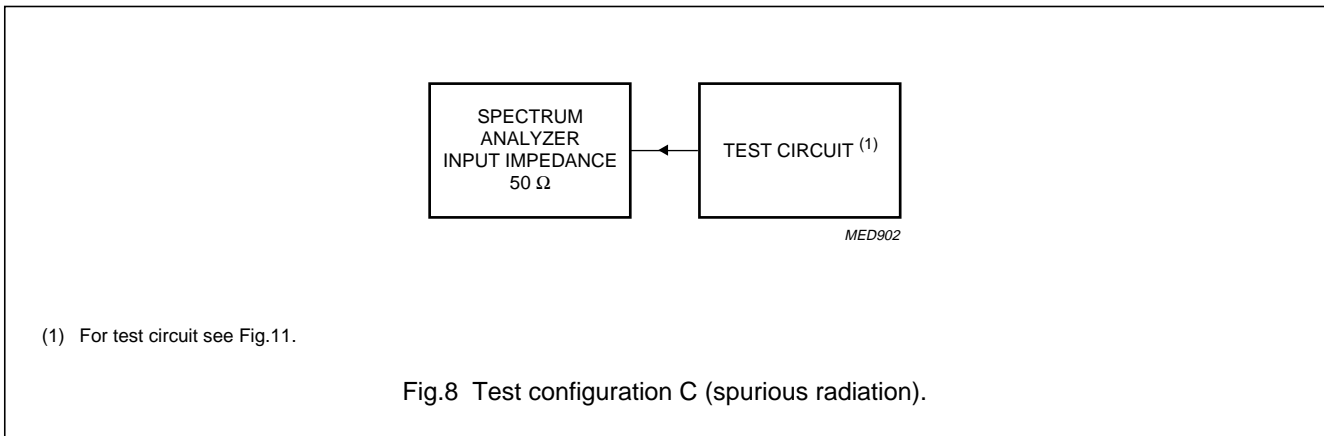 SPECTRUM
ANALYZER
INPUT IMPEDANCE
50 Ω
TEST CIRCUIT (1)
MED902
(1) For test circuit see Fig.11.
Fig.8 Test configuration C (spurious radiation).